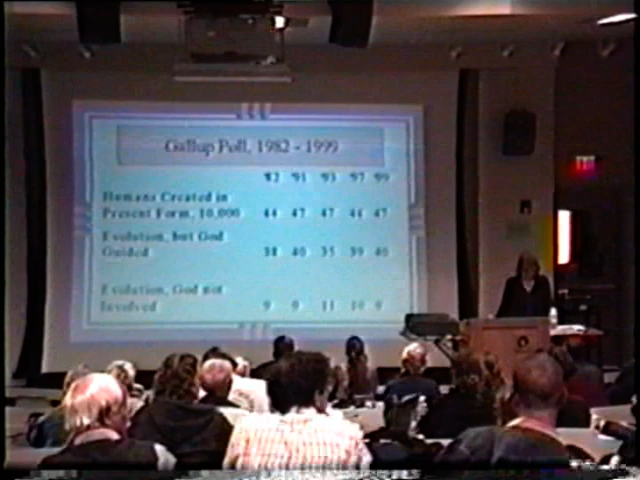 Gallup Poll, 1982 - 1999
'82 '91 '93 '97 '99
Humans Created in
Present Form, 10,000 44 47 47 44 47
Evolution, but God
Guided 38 40 35 39 40
Evolution, God not
Involved 9 9 11 10 9
EXIT